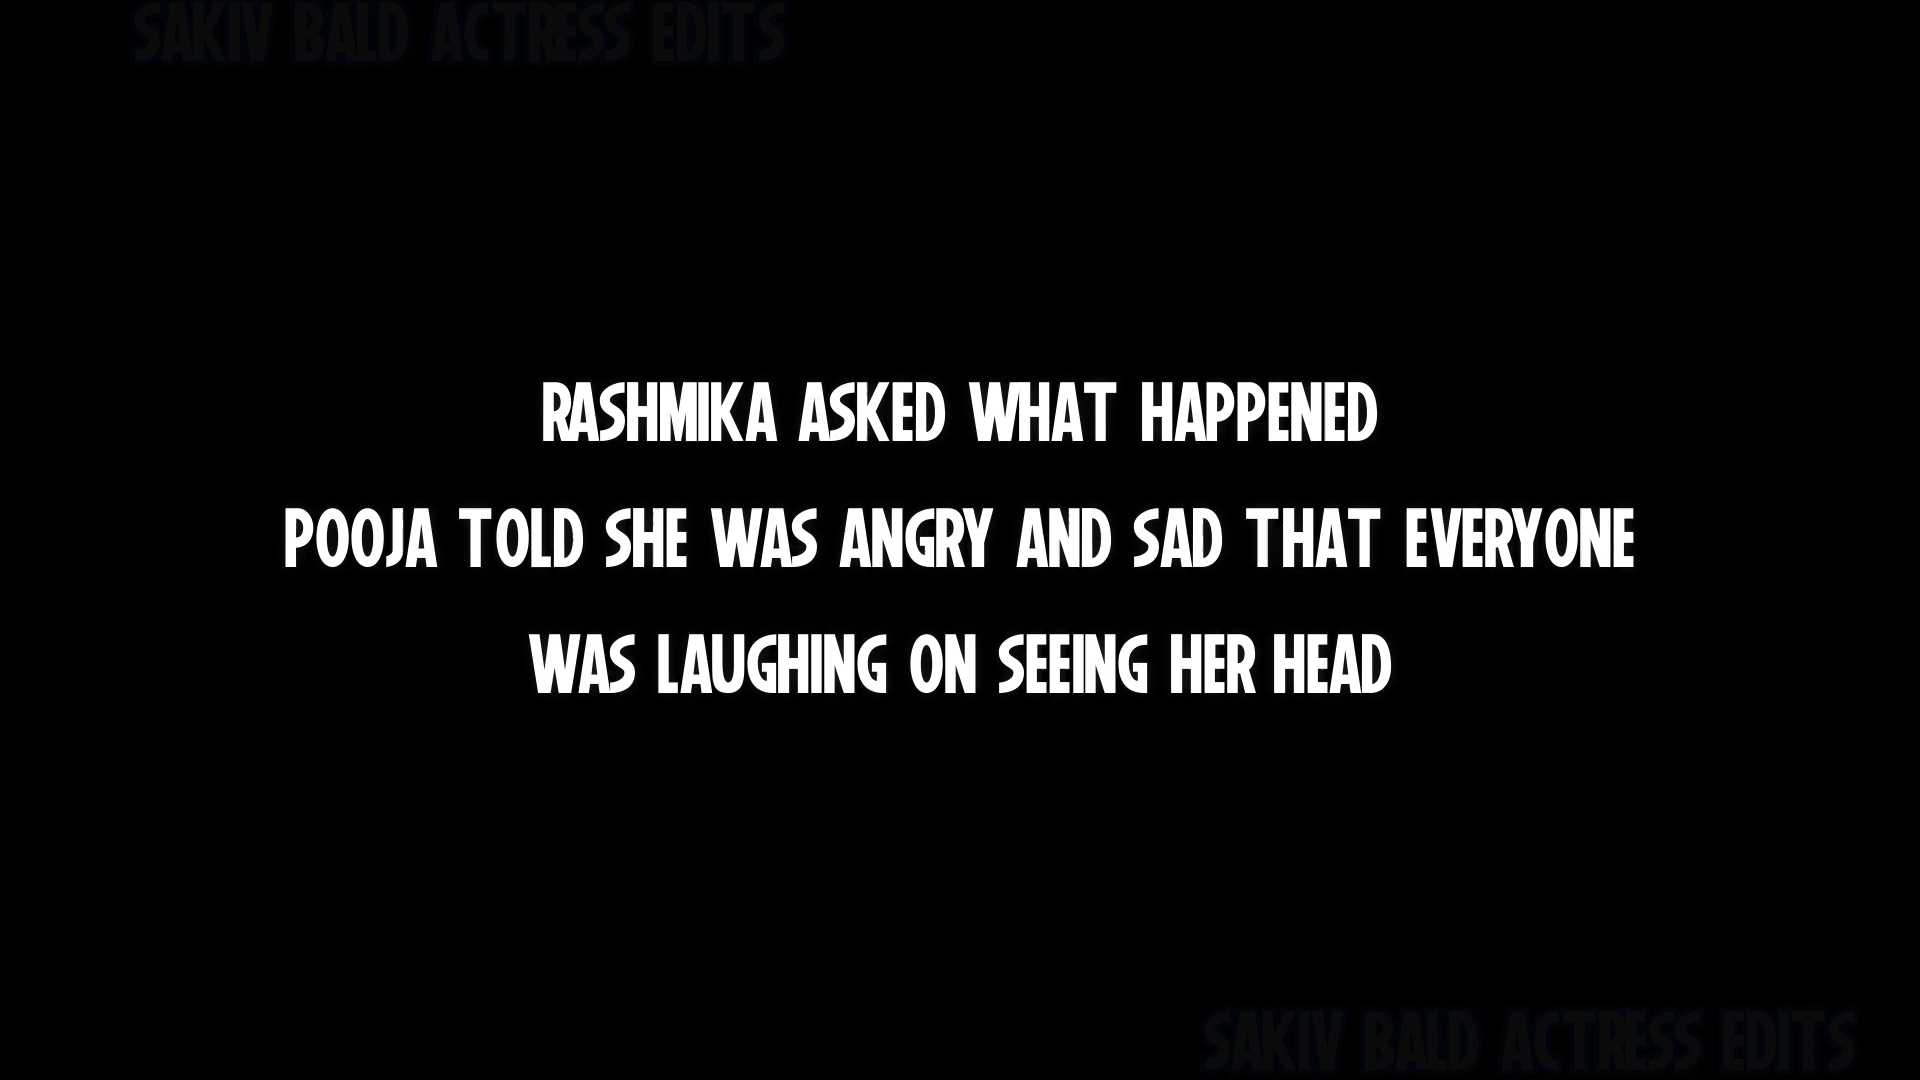 SAKIV BALD ACTRESS EDITS
RASHMIKA ASKED WHAT HAPPENED
POOJA TOLD SHE WAS ANGRY AND SAD THAT EVERYONE
WAS LAUGHING ON SEEING HER HEAD
SAKIV BALD ACTRESS EDITS